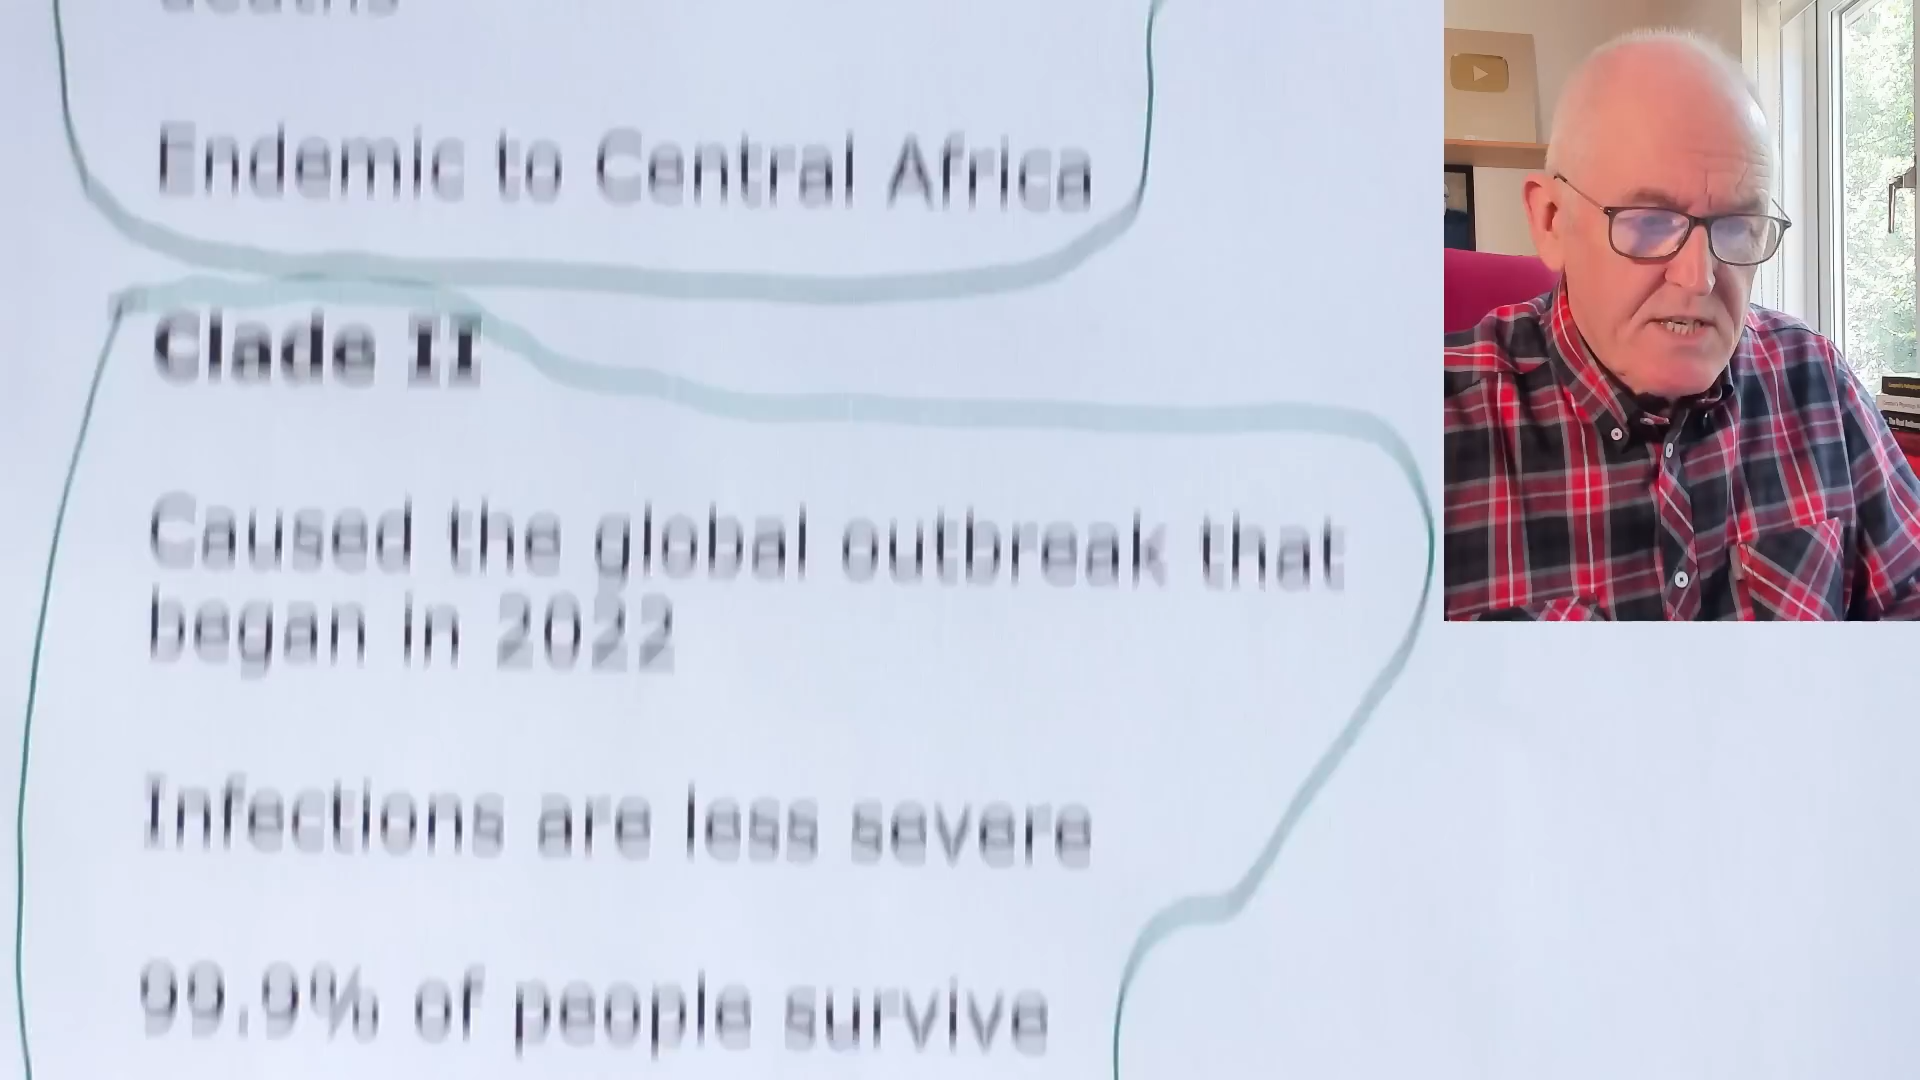 deaths
Endemic to Central Africa
Clade II
Caused the global outbreak that
began in 2022
Infections are less severe
99.9% of people survive